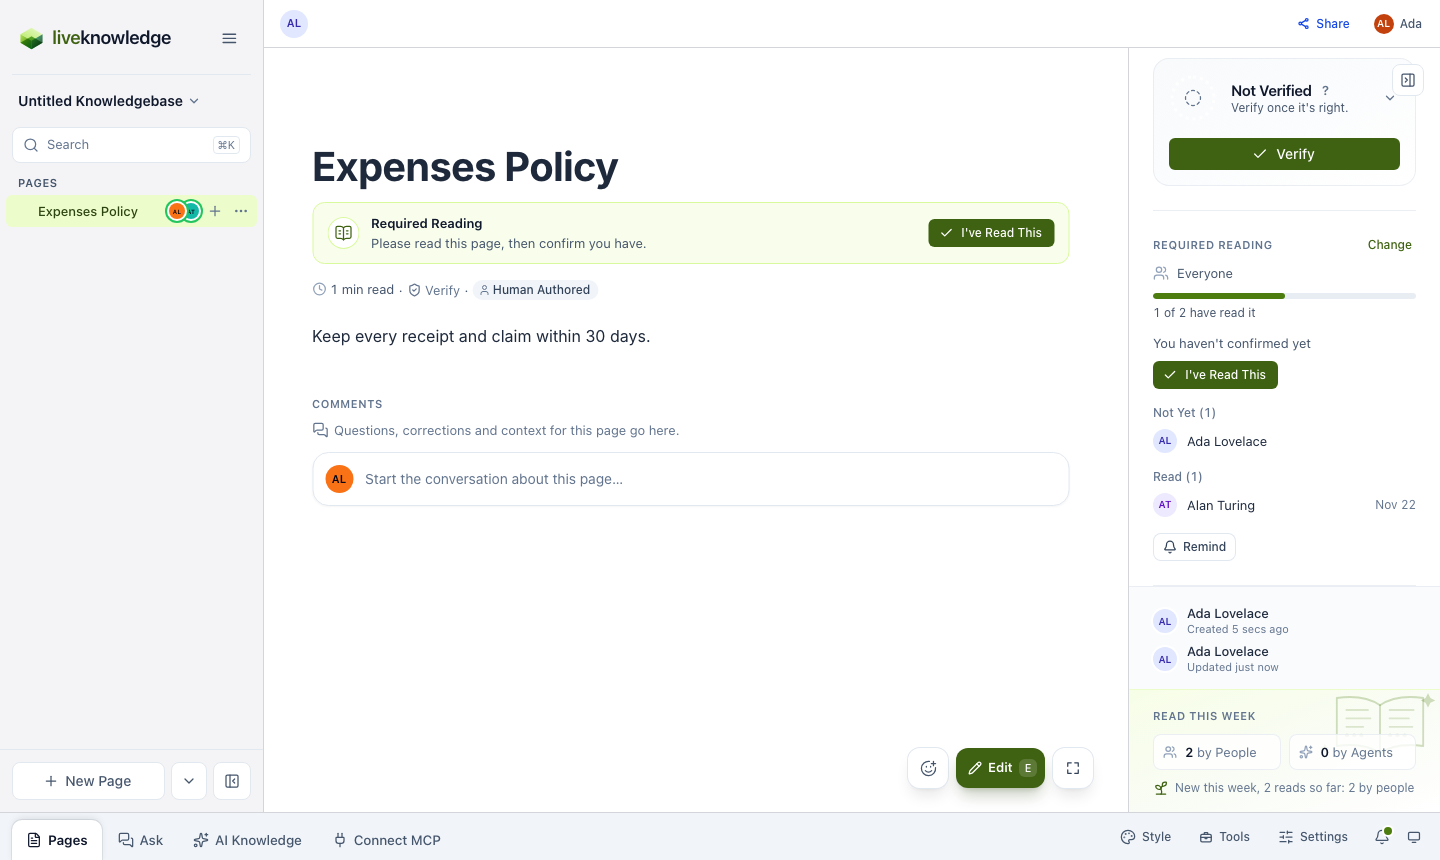 liveknowledge
Untitled Knowledgebase
Search
⌘K
PAGES
Expenses Policy
AL
AT
New Page
AL
Share
AL
Ada
Expenses Policy
Required Reading
Please read this page, then confirm you have.
I've Read This
1 min read · Verify · Human Authored
Keep every receipt and claim within 30 days.
COMMENTS
Questions, corrections and context for this page go here.
AL
Start the conversation about this page...
Edit E
Not Verified ?
Verify once it's right.
Verify
REQUIRED READING
Change
Everyone
1 of 2 have read it
You haven't confirmed yet
I've Read This
Not Yet (1)
AL
Ada Lovelace
Read (1)
AT
Alan Turing
Nov 22
Remind
AL
Ada Lovelace
Created 5 secs ago
AL
Ada Lovelace
Updated just now
READ THIS WEEK
2 by People
0 by Agents
New this week, 2 reads so far: 2 by people
Pages
Ask
AI Knowledge
Connect MCP
Style
Tools
Settings